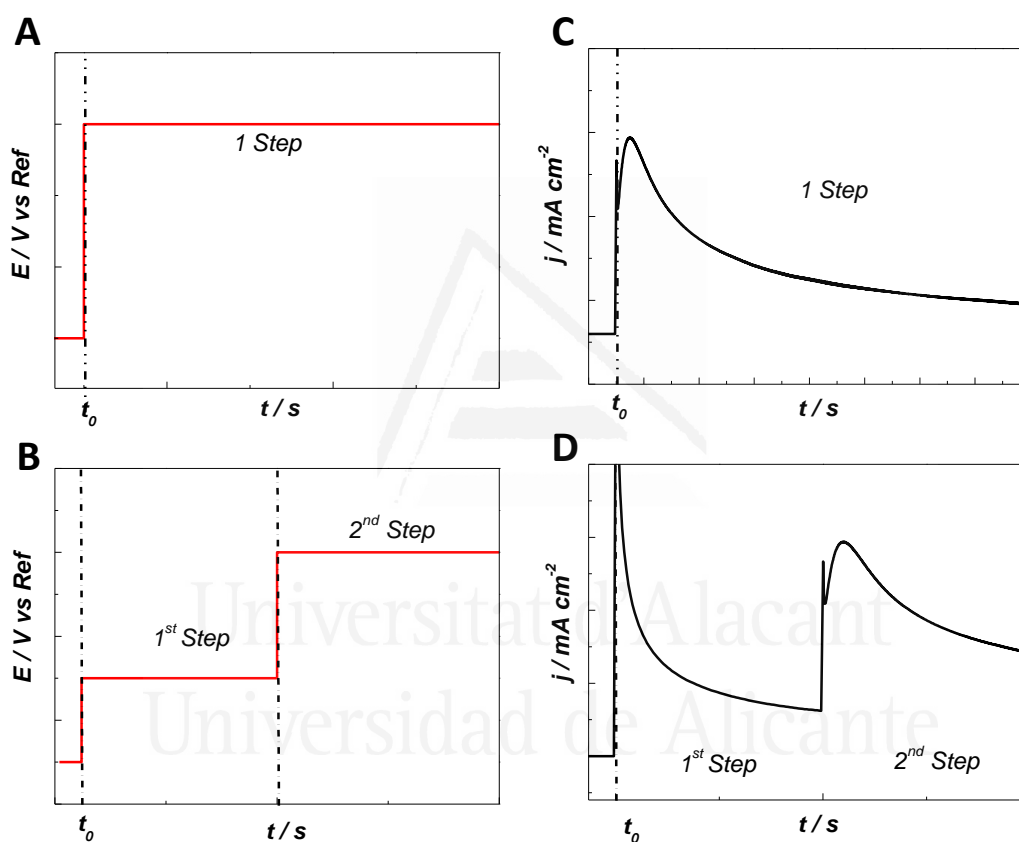 A
1 Step
E / V vs Ref
t₀
t / s
C
1 Step
j / mA cm⁻²
t₀
t / s
B
2ⁿᵈ Step
1ˢᵗ Step
E / V vs Ref
t₀
t / s
D
j / mA cm⁻²
1ˢᵗ Step
2ⁿᵈ Step
t₀
t / s
Universitat d'Alacant
Universidad de Alicante